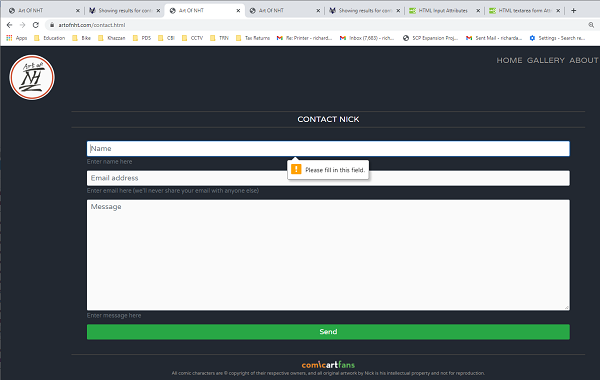 Art Of NHT
Showing results for com
Art Of NHT
Art Of NHT
Showing results for com
HTML Input Attributes
HTML textarea form Att
artofnht.com/contact.html
Apps Education Bike Khazzan PDS CBI CCTV TRN Tax Returns Re: Printer - richard... Inbox (7,683) - rich... SCP Expansion Proj... Sent Mail - richarda... Settings - Search re...
Art of
NH
HOME GALLERY ABOUT
CONTACT NICK
Name
Enter name here
! Please fill in this field.
Email address
Enter email here (we'll never share your email with anyone else)
Message
Enter message here
Send
comicartfans
All comic characters are © copyright of their respective owners, and all original artwork by Nick is his intellectual property and not for reproduction.